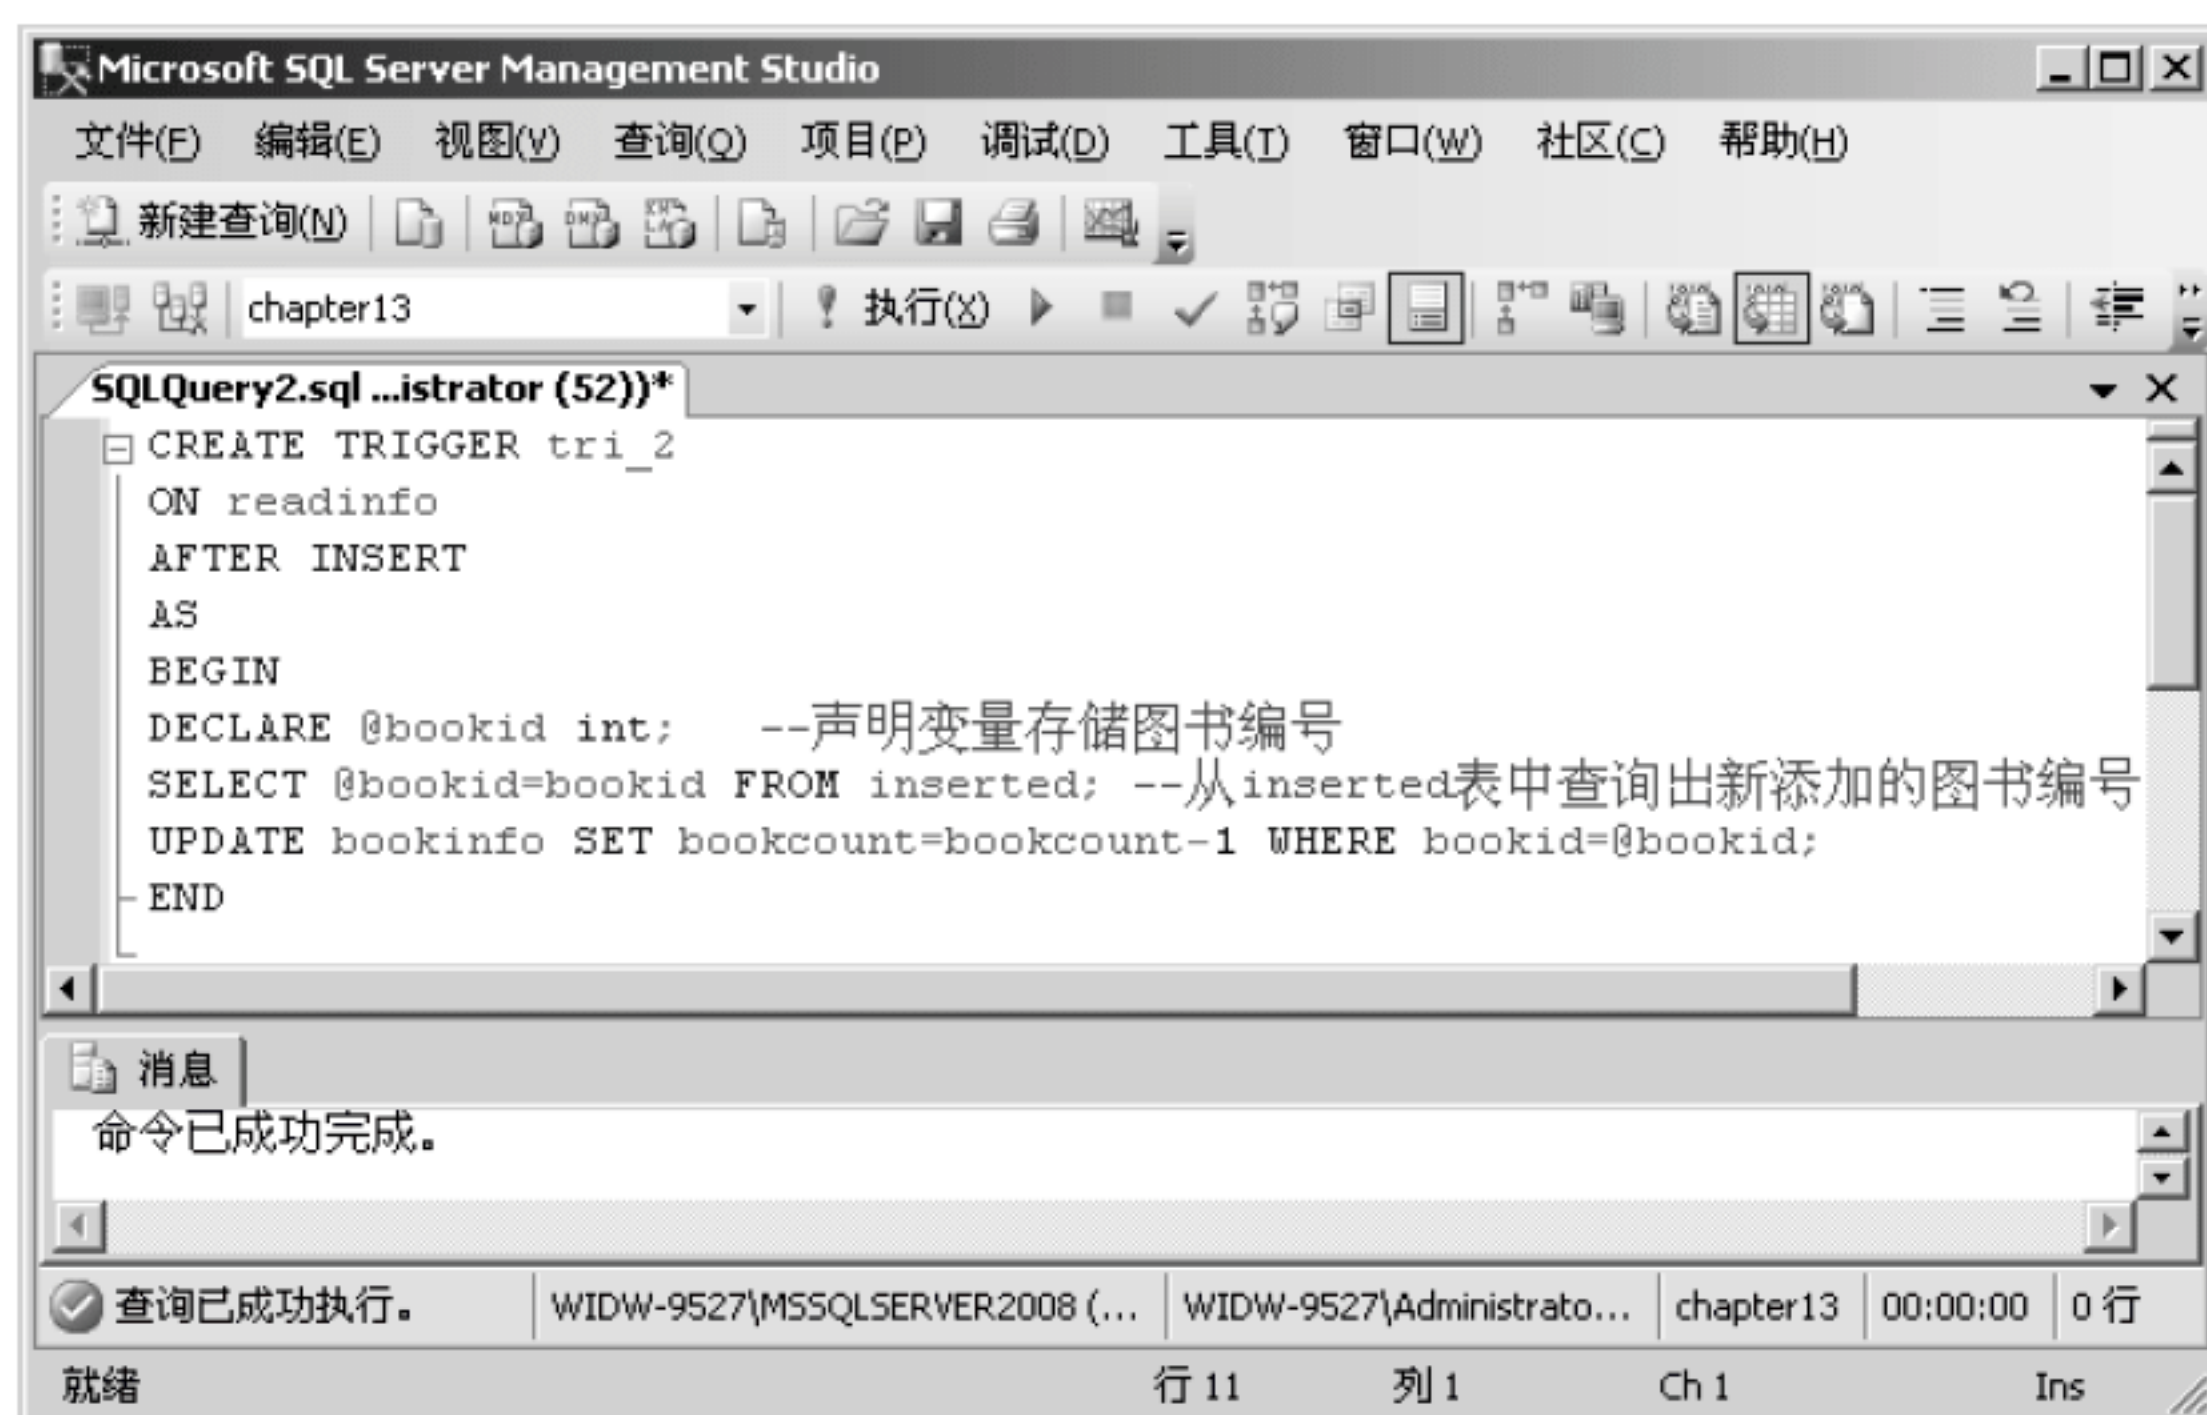 Microsoft SQL Server Management Studio
文件(F) 编辑(E) 视图(V) 查询(Q) 项目(P) 调试(D) 工具(T) 窗口(W) 社区(C) 帮助(H)
新建查询(N)
chapter13 执行(X)
SQLQuery2.sql ...istrator (52))*
CREATE TRIGGER tri_2
ON readinfo
AFTER INSERT
AS
BEGIN
DECLARE @bookid int; --声明变量存储图书编号
SELECT @bookid=bookid FROM inserted; --从inserted表中查询出新添加的图书编号
UPDATE bookinfo SET bookcount=bookcount-1 WHERE bookid=@bookid;
END
消息
命令已成功完成。
查询已成功执行。 WIDW-9527\MSSQLSERVER2008 (... WIDW-9527\Administrato... chapter13 00:00:00 0 行
就绪 行 11 列 1 Ch 1 Ins